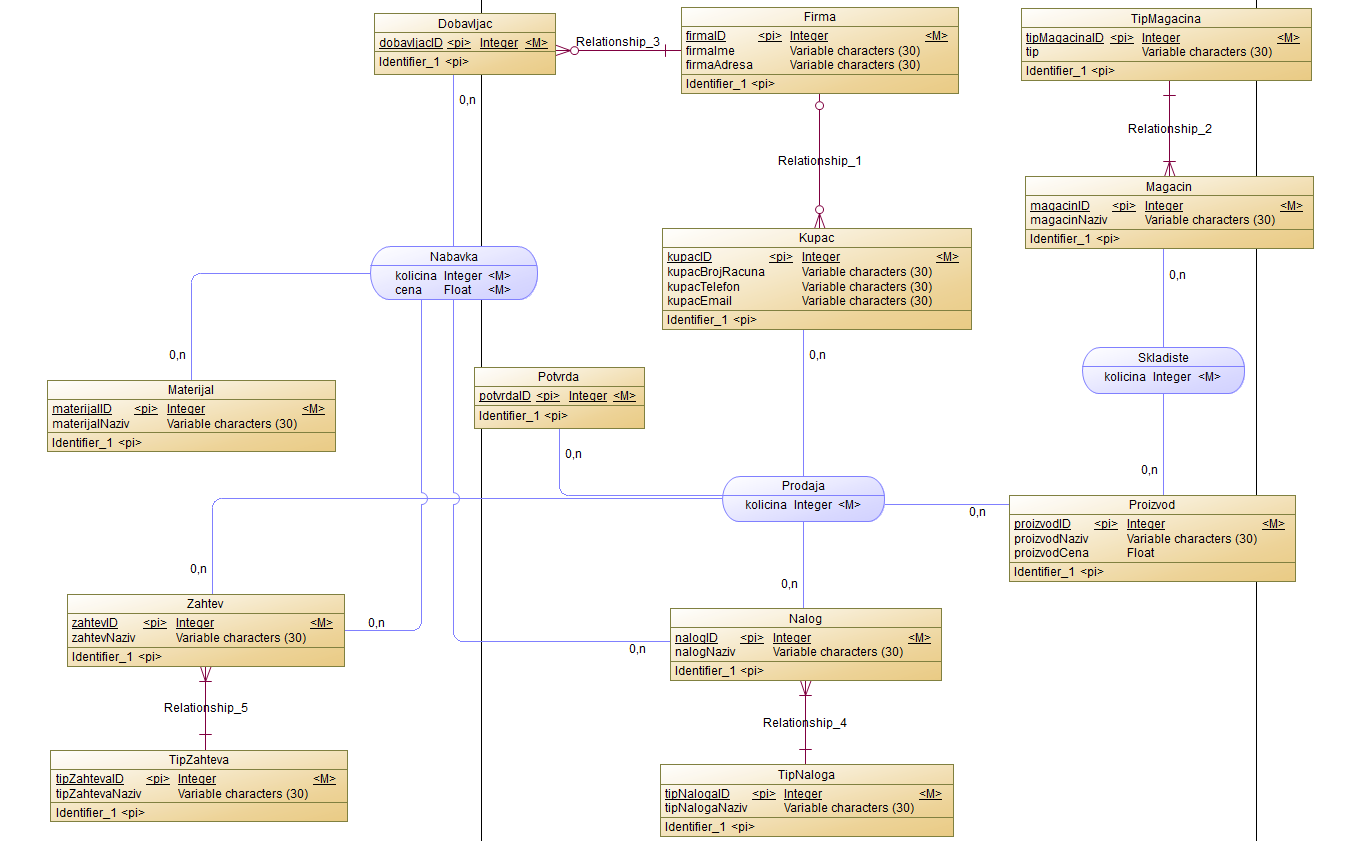 Dobavljac
dobavljacID <pi> Integer <M>
Identifier_1 <pi>
Relationship_3
Firma
firmaID <pi> Integer <M>
firmaIme Variable characters (30)
firmaAdresa Variable characters (30)
Identifier_1 <pi>
TipMagacina
tipMagacinaID <pi> Integer <M>
tip Variable characters (30)
Identifier_1 <pi>
0,n
Relationship_1
Relationship_2
Magacin
magacinID <pi> Integer <M>
magacinNaziv Variable characters (30)
Identifier_1 <pi>
0,n
Kupac
kupacID <pi> Integer <M>
kupacBrojRacuna Variable characters (30)
kupacTelefon Variable characters (30)
kupacEmail Variable characters (30)
Identifier_1 <pi>
0,n
Nabavka
kolicina Integer <M>
cena Float <M>
0,n
Materijal
materijalID <pi> Integer <M>
materijalNaziv Variable characters (30)
Identifier_1 <pi>
Potvrda
potvrdaID <pi> Integer <M>
Identifier_1 <pi>
0,n
Skladiste
kolicina Integer <M>
0,n
Prodaja
kolicina Integer <M>
0,n
Proizvod
proizvodID <pi> Integer <M>
proizvodNaziv Variable characters (30)
proizvodCena Float
Identifier_1 <pi>
0,n
0,n
Zahtev
zahtevID <pi> Integer <M>
zahtevNaziv Variable characters (30)
Identifier_1 <pi>
0,n
0,n
Nalog
nalogID <pi> Integer <M>
nalogNaziv Variable characters (30)
Identifier_1 <pi>
Relationship_5
Relationship_4
TipZahteva
tipZahtevaID <pi> Integer <M>
tipZahtevaNaziv Variable characters (30)
Identifier_1 <pi>
TipNaloga
tipNalogaID <pi> Integer <M>
tipNalogaNaziv Variable characters (30)
Identifier_1 <pi>